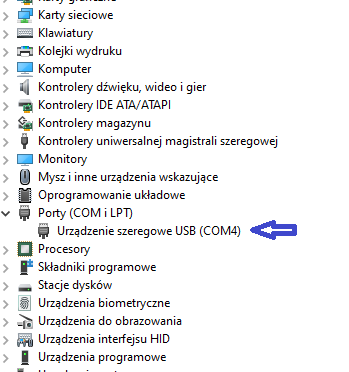 Karty sieciowe
Klawiatury
Kolejki wydruku
Komputer
Kontrolery dźwięku, wideo i gier
Kontrolery IDE ATA/ATAPI
Kontrolery magazynu
Kontrolery uniwersalnej magistrali szeregowej
Monitory
Mysz i inne urządzenia wskazujące
Oprogramowanie układowe
Porty (COM i LPT)
Urządzenie szeregowe USB (COM4)
Procesory
Składniki programowe
Stacje dysków
Urządzenia biometryczne
Urządzenia do obrazowania
Urządzenia interfejsu HID
Urządzenia programowe